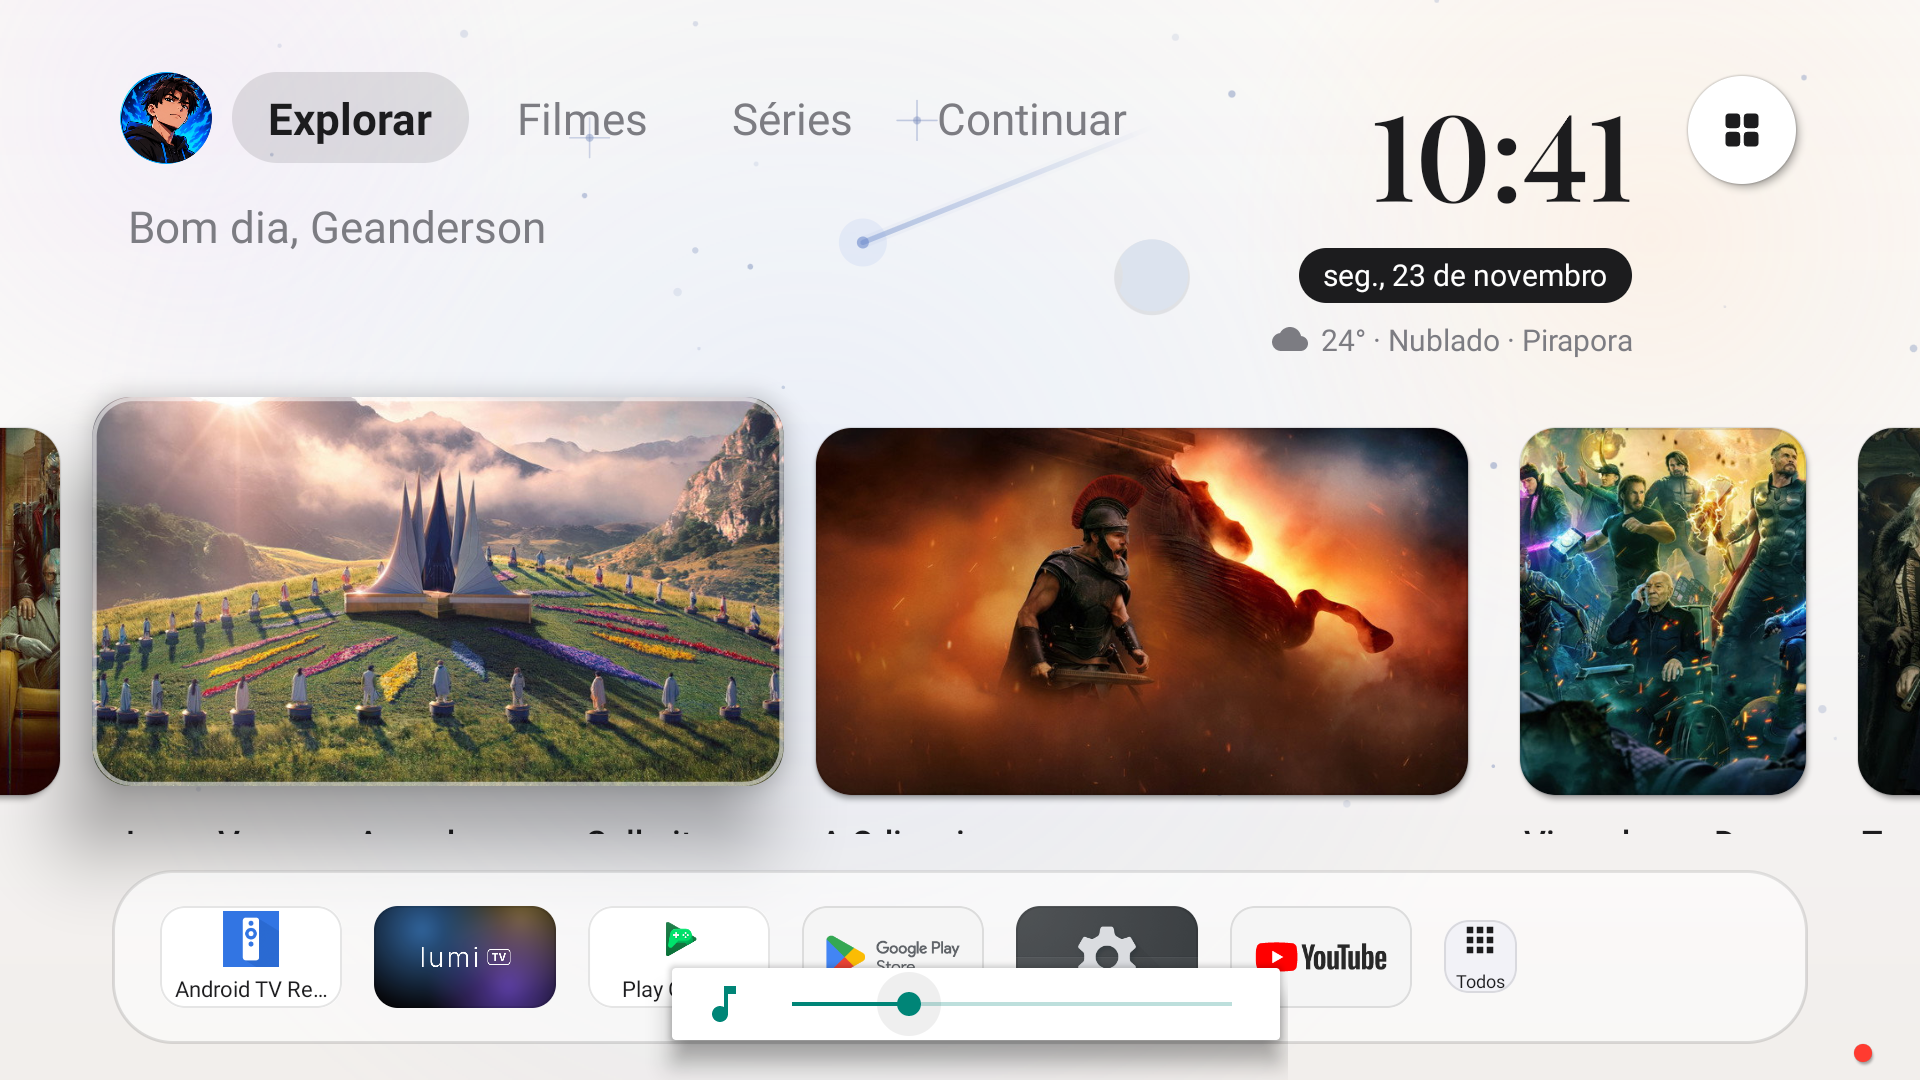 Explorar
Filmes
Séries
Continuar
10:41
Bom dia, Geanderson
seg., 23 de novembro
24° · Nublado · Pirapora
Android TV Re...
lumi TV
Play
Google Play
Store
YouTube
Todos